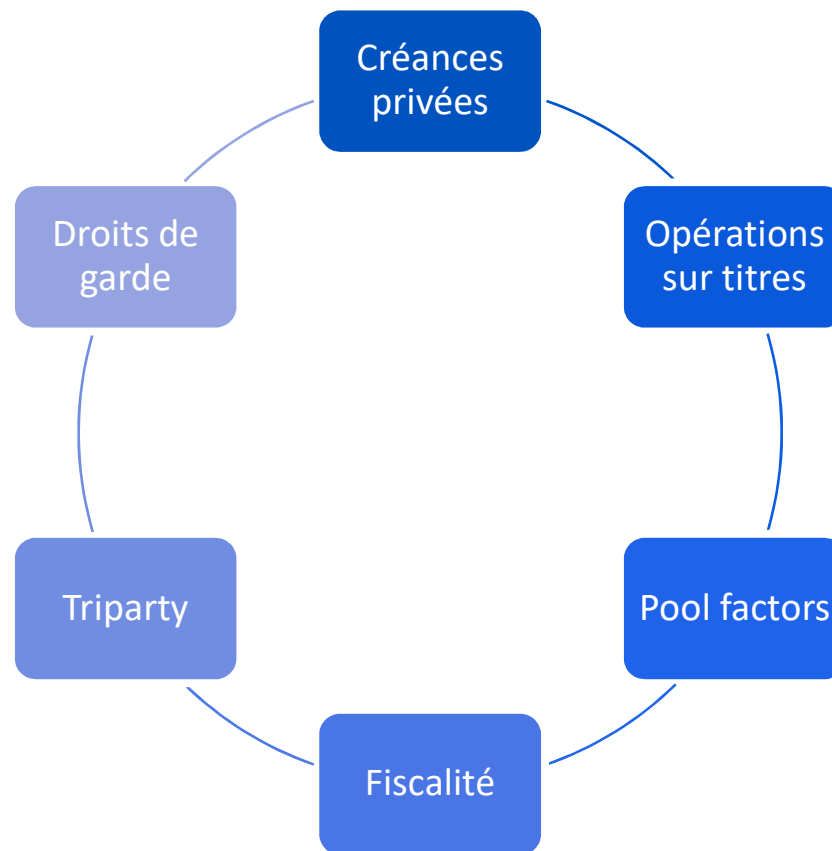 Créances
privées
Opérations
sur titres
Pool factors
Fiscalité
Triparty
Droits de
garde